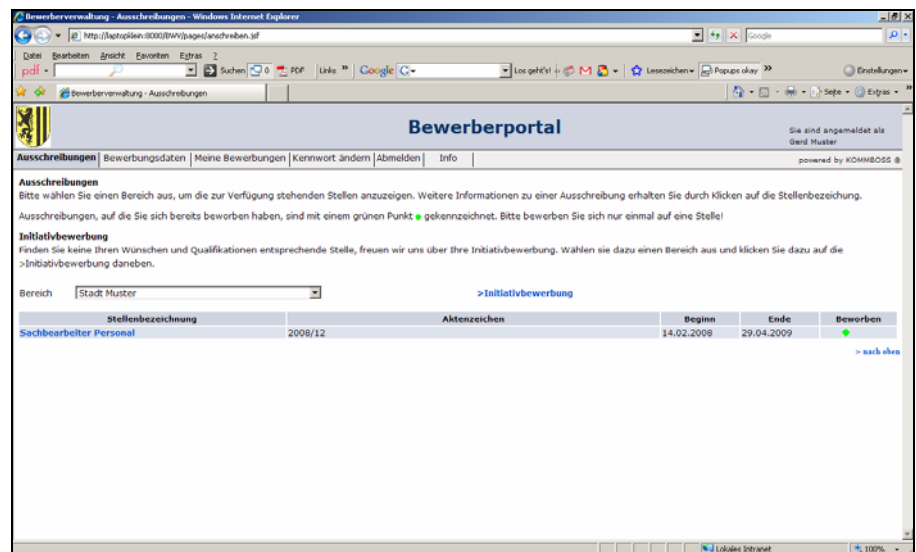 Bewerberverwaltung - Ausschreibungen - Windows Internet Explorer
http://laptopklein:8080/BWV/pages/anschreiben.jsf
Google
Datei Bearbeiten Ansicht Favoriten Extras ?
pdf Suchen 0 PDF Links » Google G Los geht's! Lesezeichen Popups okay » Einstellungen
Bewerberverwaltung - Ausschreibungen Seite Extras »
Bewerberportal
Sie sind angemeldet als
Gerd Muster
Ausschreibungen Bewerbungsdaten Meine Bewerbungen Kennwort ändern Abmelden Info
powered by KOMMBOSS ®
Ausschreibungen
Bitte wählen Sie einen Bereich aus, um die zur Verfügung stehenden Stellen anzuzeigen. Weitere Informationen zu einer Ausschreibung erhalten Sie durch Klicken auf die Stellenbezeichung.
Ausschreibungen, auf die Sie sich bereits beworben haben, sind mit einem grünen Punkt gekennzeichnet. Bitte bewerben Sie sich nur einmal auf eine Stelle!
Initiativbewerbung
Finden Sie keine Ihren Wünschen und Qualifikationen entsprechende Stelle, freuen wir uns über Ihre Initiativbewerbung. Wählen sie dazu einen Bereich aus und klicken Sie dazu auf die
>Initiativbewerbung daneben.
Bereich Stadt Muster >Initiativbewerbung
Stellenbezeichnung Aktenzeichen Beginn Ende Beworben
Sachbearbeiter Personal 2008/12 14.02.2008 29.04.2009
> nach oben
Lokales Intranet 100%